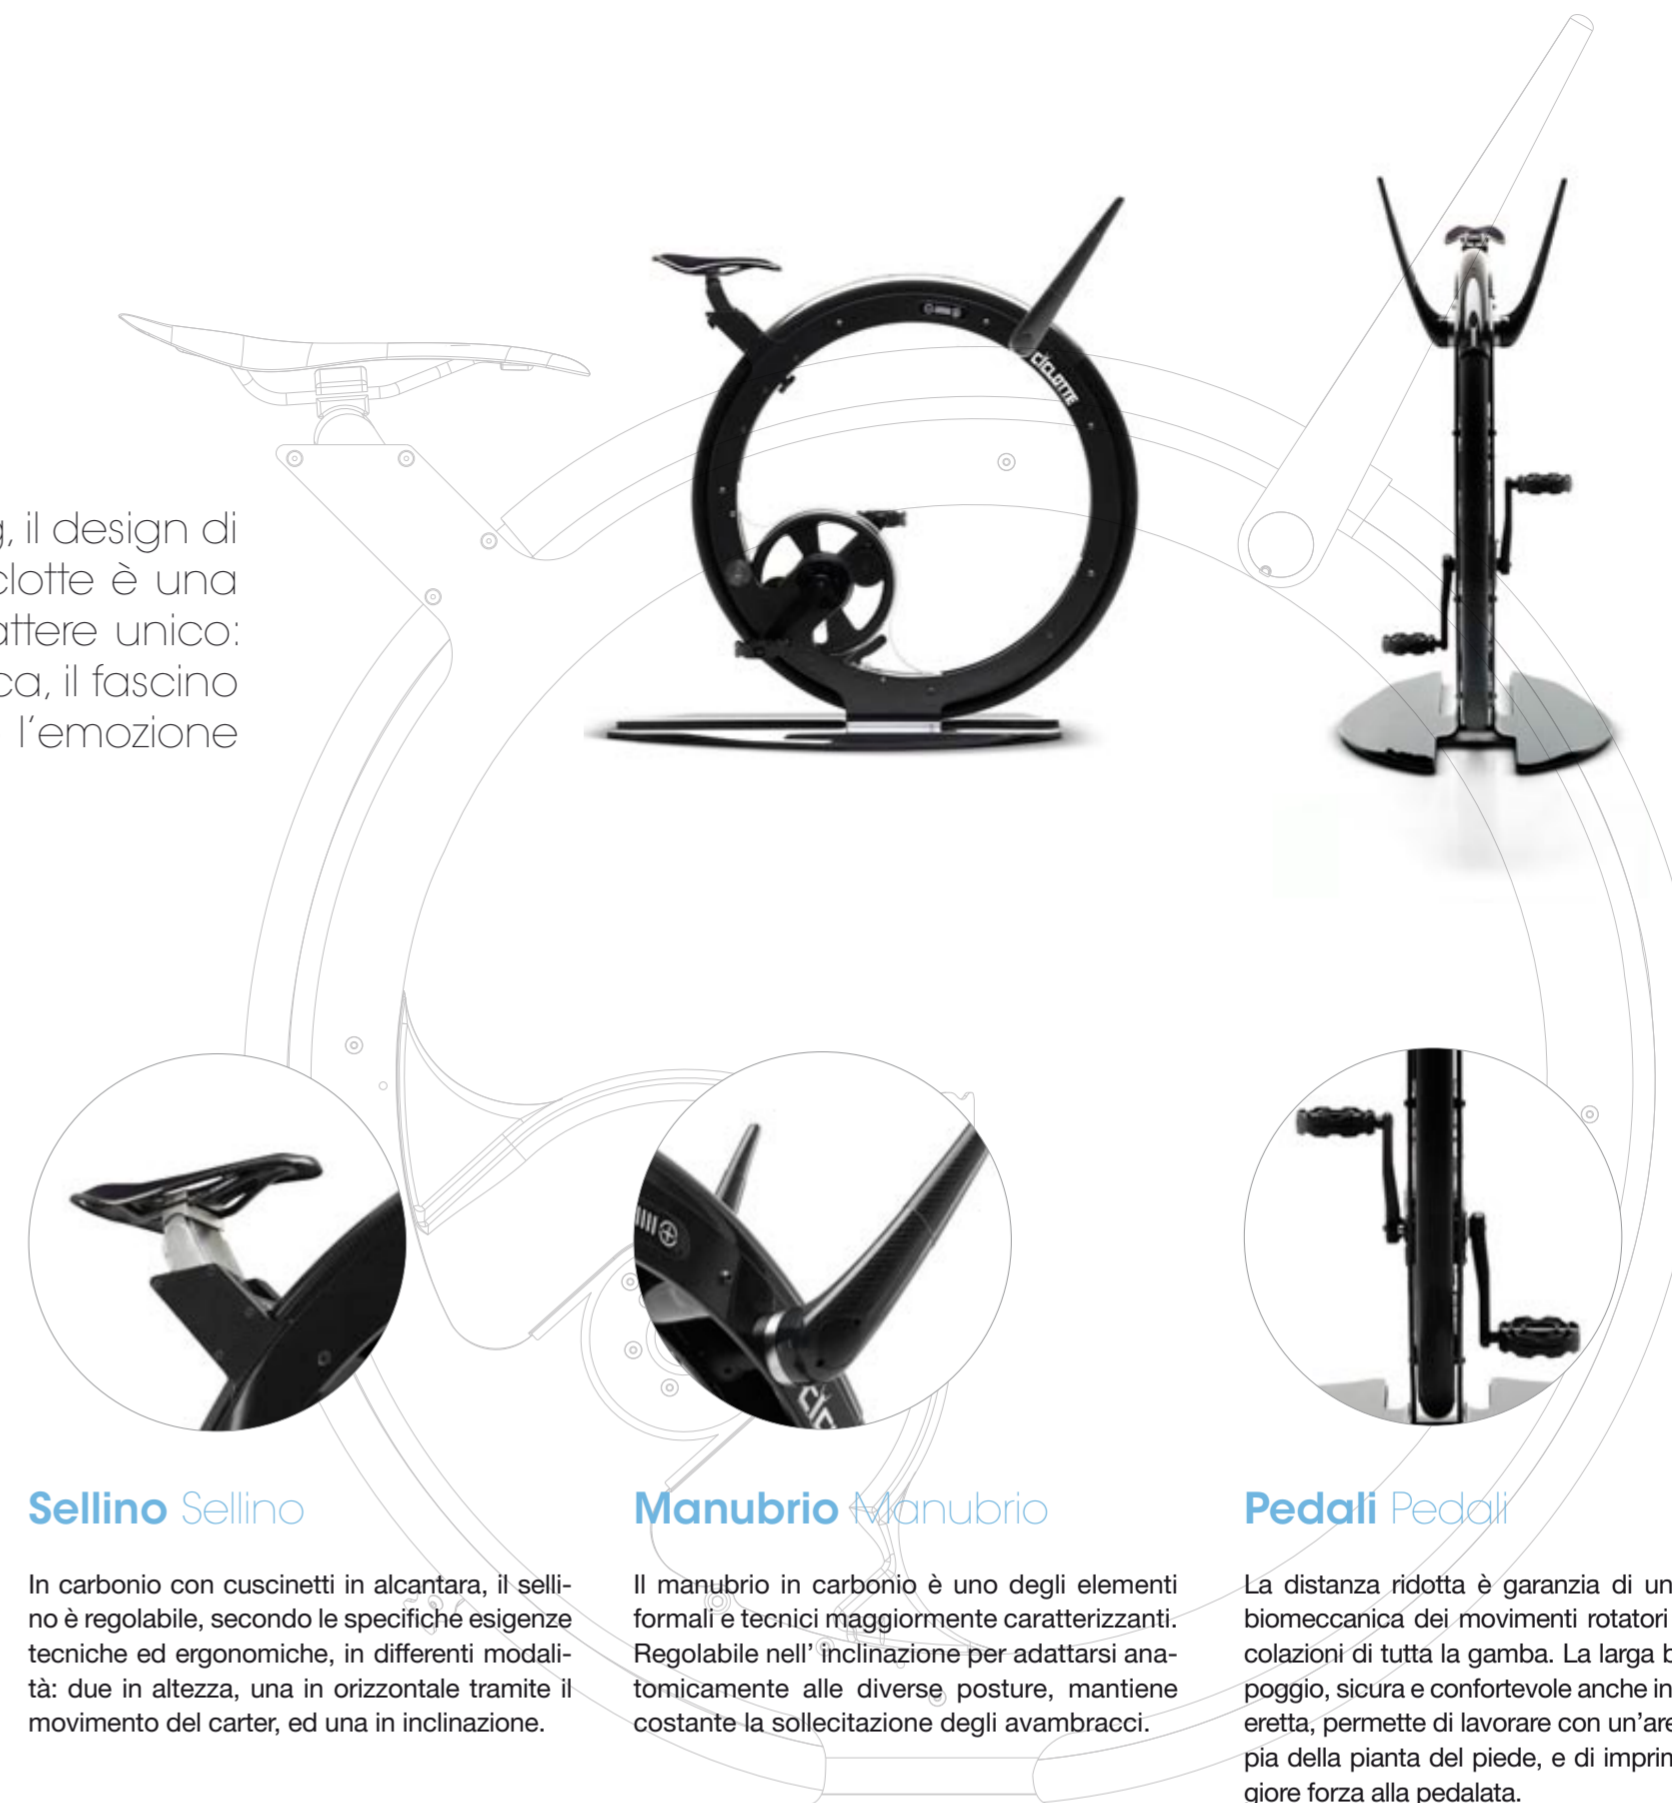 , il design di
clotte è una
attere unico:
ca, il fascino
l'emozione
CICLOTTE
Sellino Sellino
In carbonio con cuscinetti in alcantara, il selli-
no è regolabile, secondo le specifiche esigenze
tecniche ed ergonomiche, in differenti modali-
tà: due in altezza, una in orizzontale tramite il
movimento del carter, ed una in inclinazione.
Manubrio Manubrio
Il manubrio in carbonio è uno degli elementi
formali e tecnici maggiormente caratterizzanti.
Regolabile nell' inclinazione per adattarsi ana-
tomicamente alle diverse posture, mantiene
costante la sollecitazione degli avambracci.
Pedali Pedali
La distanza ridotta è garanzia di un
biomeccanica dei movimenti rotatori
colazioni di tutta la gamba. La larga b
poggio, sicura e confortevole anche in
eretta, permette di lavorare con un'are
pia della pianta del piede, e di imprim
giore forza alla pedalata.